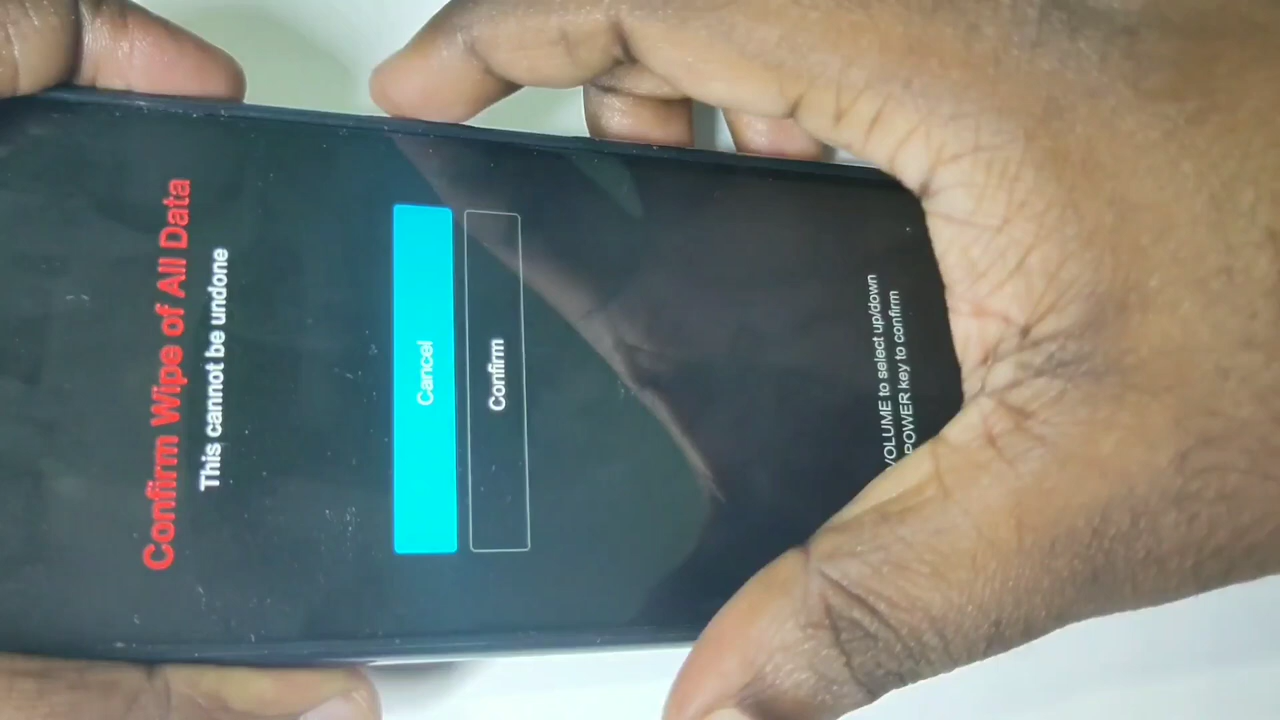 Confirm Wipe of All Data
This cannot be undone
Cancel
Confirm
VOLUME to select up/down
POWER key to confirm